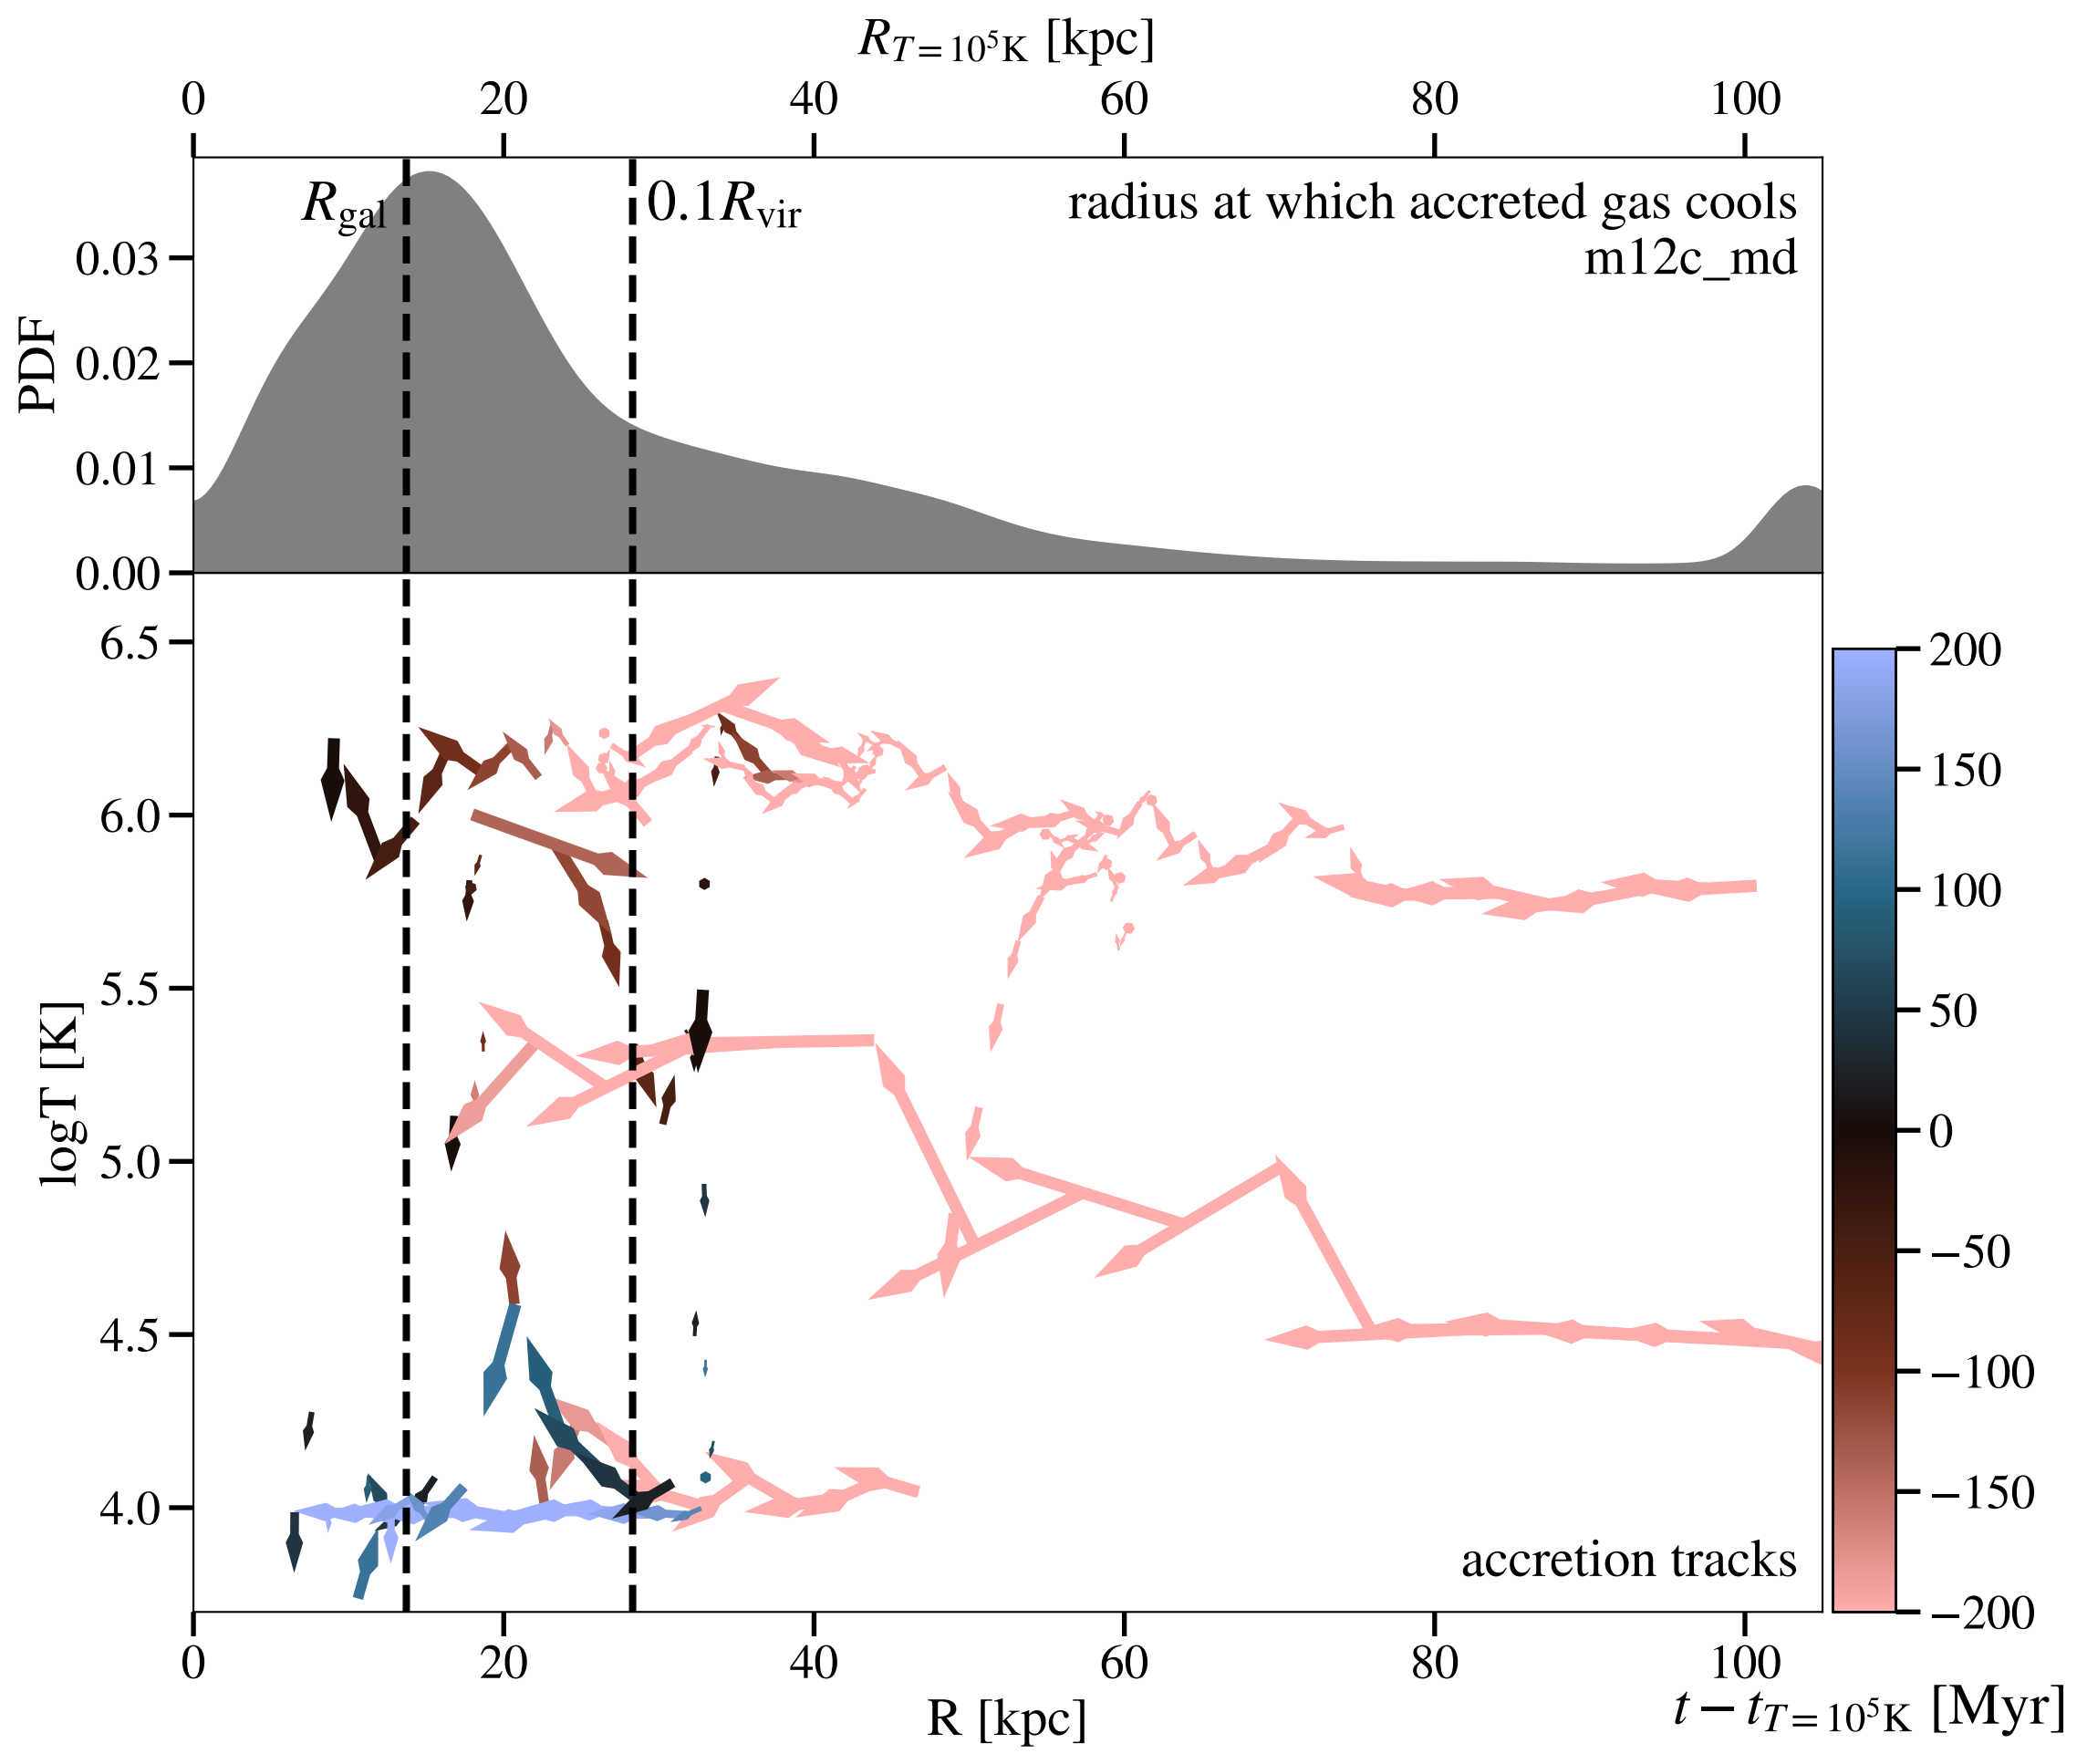 R_{T = 10^5 K} [kpc]
0 20 40 60 80 100
R_gal
0.1R_vir
radius at which accreted gas cools
m12c_md
PDF
0.03
0.02
0.01
0.00
logT [K]
6.5
6.0
5.5
5.0
4.5
4.0
accretion tracks
200
150
100
50
0
−50
−100
−150
−200
0 20 40 60 80 100
R [kpc]
t − t_{T = 10^5 K} [Myr]